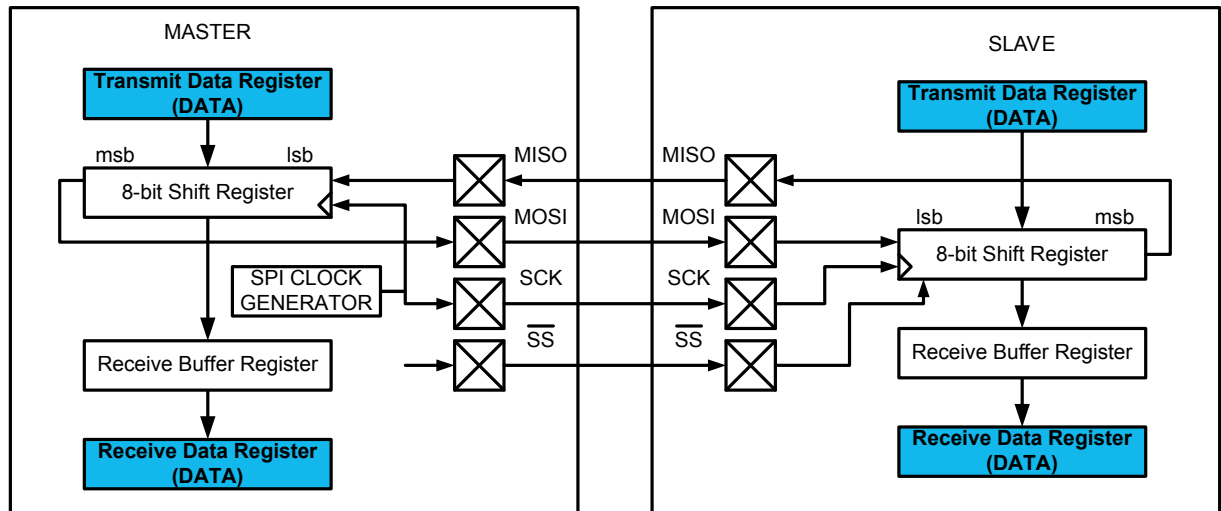 MASTER
Transmit Data Register
(DATA)
msb
lsb
8-bit Shift Register
SPI CLOCK
GENERATOR
Receive Buffer Register
Receive Data Register
(DATA)
MISO
MOSI
SCK
SS
SLAVE
Transmit Data Register
(DATA)
MISO
MOSI
SCK
SS
lsb
msb
8-bit Shift Register
Receive Buffer Register
Receive Data Register
(DATA)